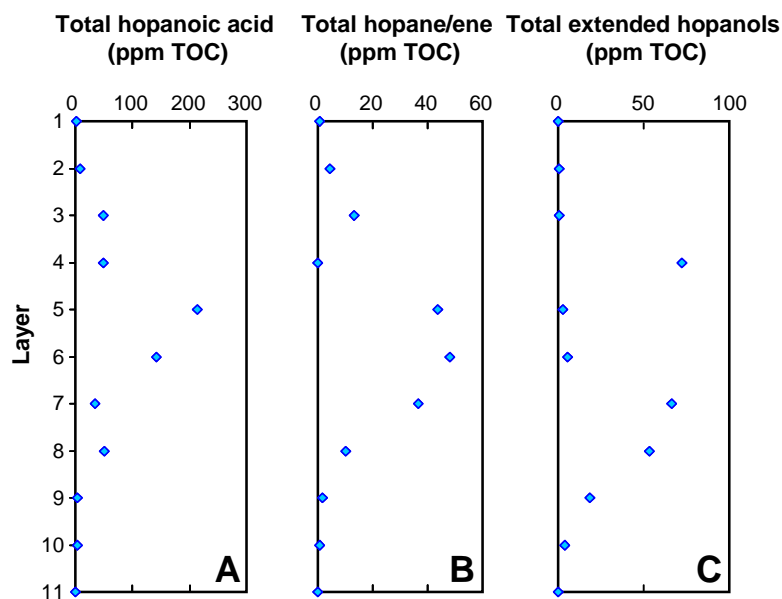 Total hopanoic acid
(ppm TOC)
Total hopane/ene
(ppm TOC)
Total extended hopanols
(ppm TOC)
0 100 200 300
0 20 40 60
0 50 100
Layer
1
2
3
4
5
6
7
8
9
10
11
A
B
C